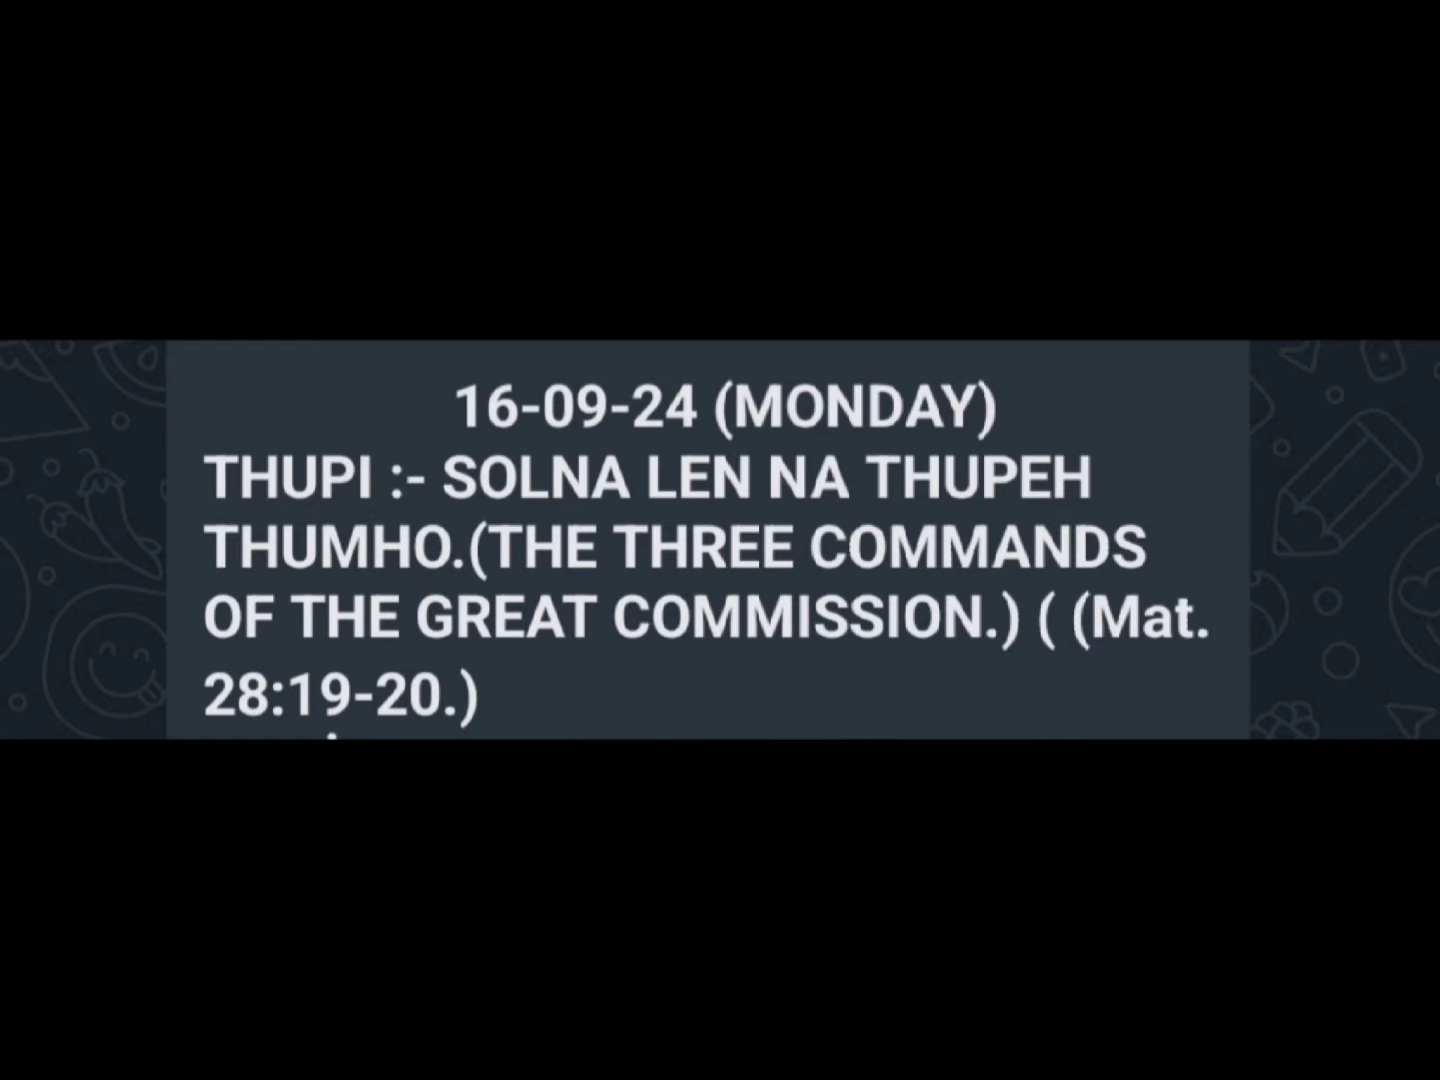 16-09-24 (MONDAY)
THUPI :- SOLNA LEN NA THUPEH
THUMHO.(THE THREE COMMANDS
OF THE GREAT COMMISSION.) ( (Mat.
28:19-20.)